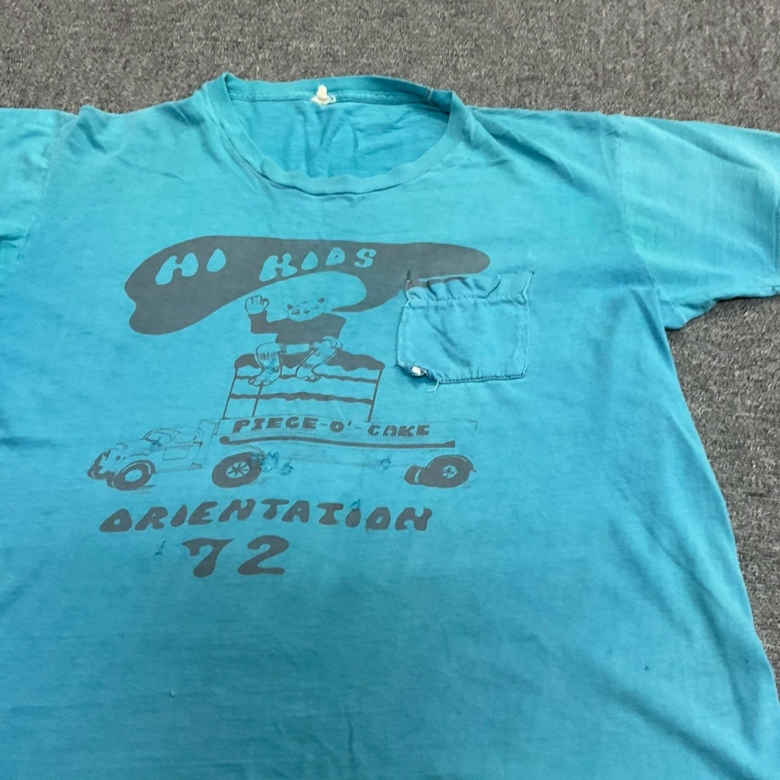 HI KIDS
PIECE-O'-CAKE
ORIENTATION
72